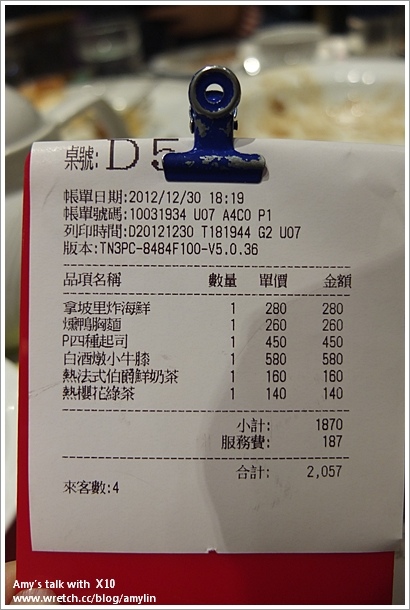 桌號:D5
帳單日期:2012/12/30 18:19
帳單號碼:10031934 U07 A4C0 P1
列印時間:D20121230 T181944 G2 U07
版本:TN3PC-8484F100-V5.0.36
品項名稱 數量 單價 金額
拿坡里炸海鮮 1 280 280
燻鴨胸麵 1 260 260
P四種起司 1 450 450
白酒燉小牛膝 1 580 580
熱法式伯爵鮮奶茶 1 160 160
熱櫻花綠茶 1 140 140
小計: 1870
服務費: 187
合計: 2,057
來客數:4
Amy's talk with X10
www.wretch.cc/blog/amylin